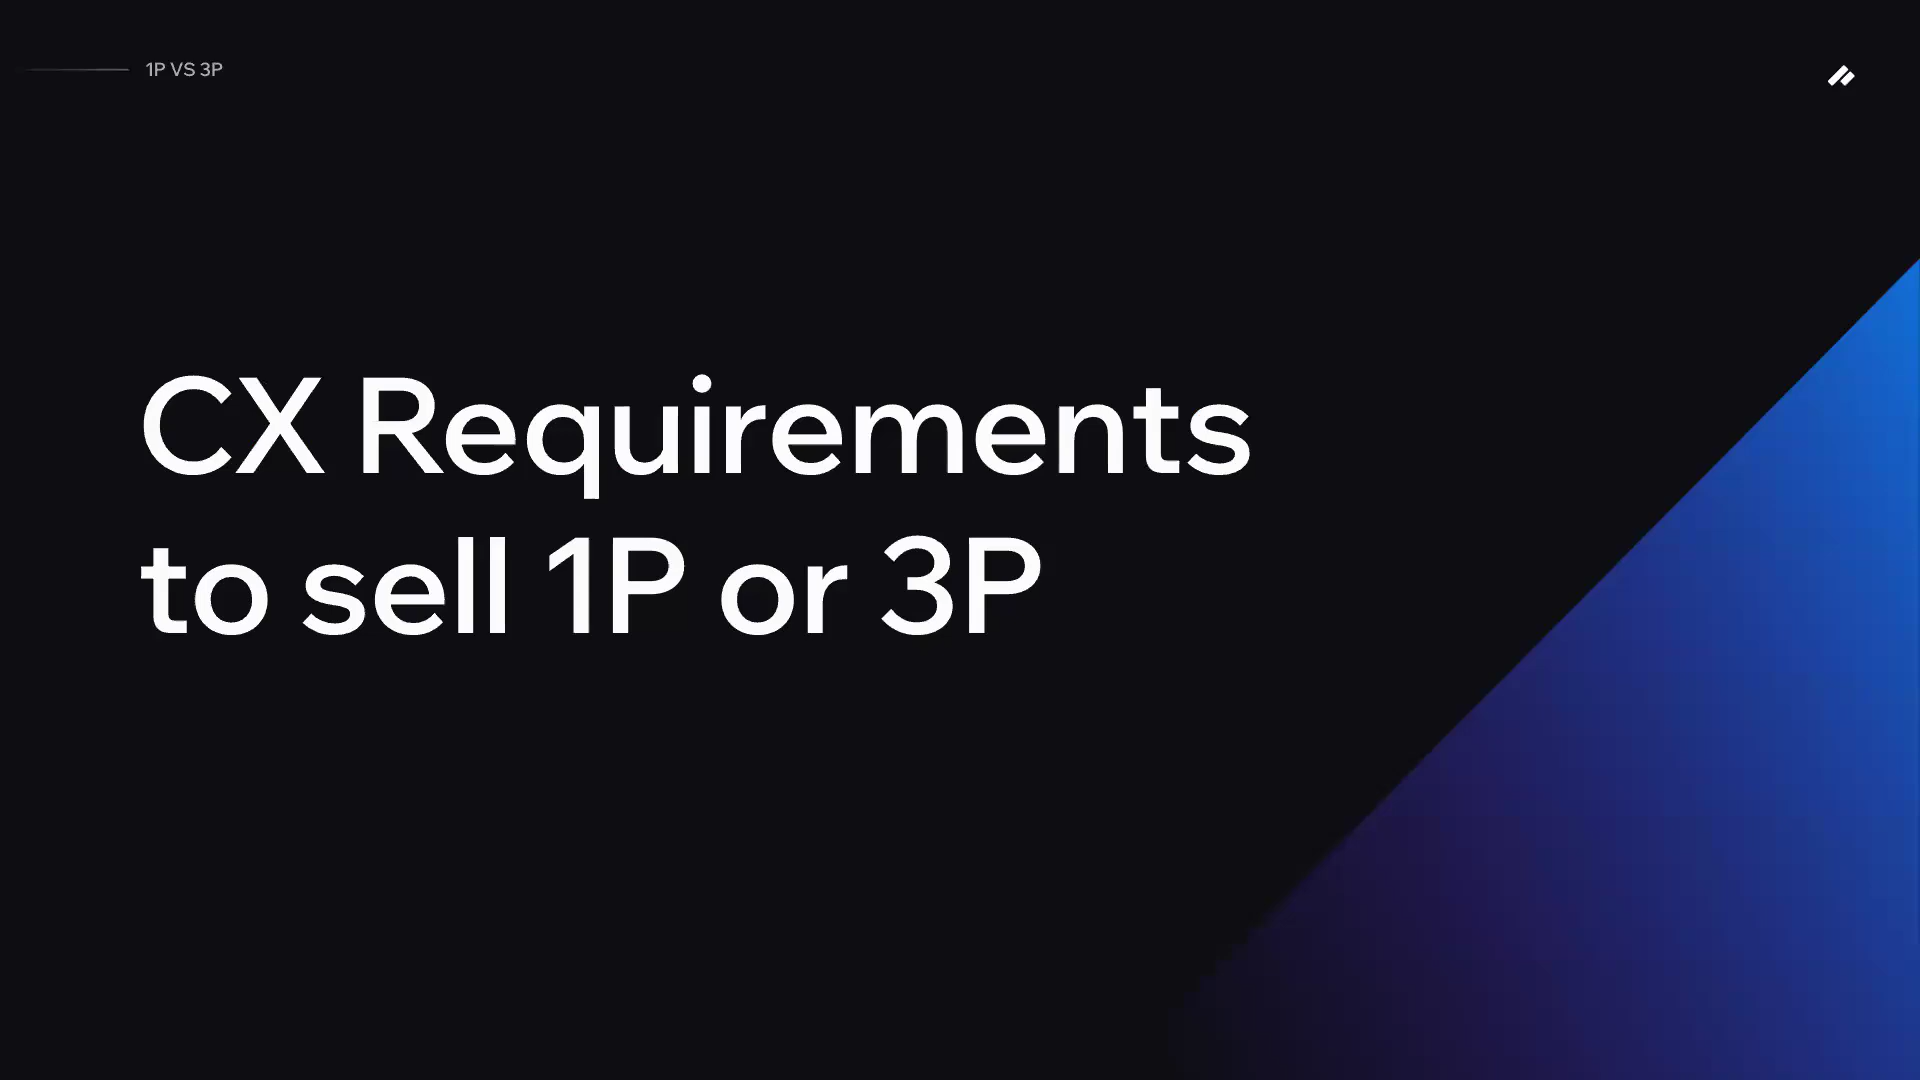 1P VS 3P
CX Requirements
to sell 1P or 3P